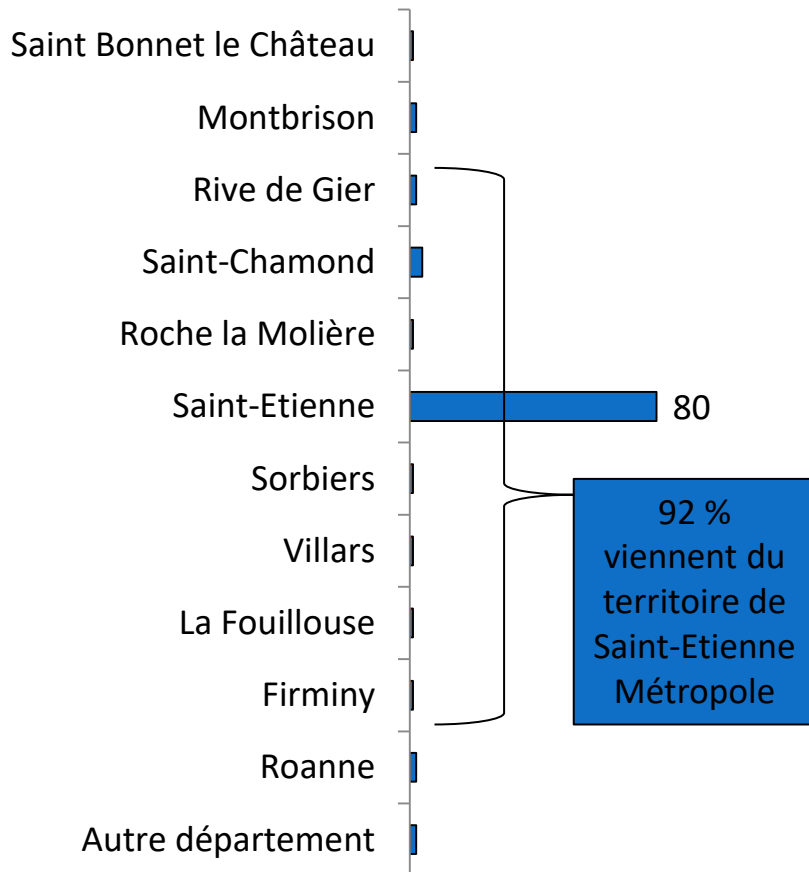 Saint Bonnet le Château
Montbrison
Rive de Gier
Saint-Chamond
Roche la Molière
Saint-Etienne
80
Sorbiers
Villars
La Fouillouse
Firminy
Roanne
Autre département
92 %
viennent du
territoire de
Saint-Etienne
Métropole